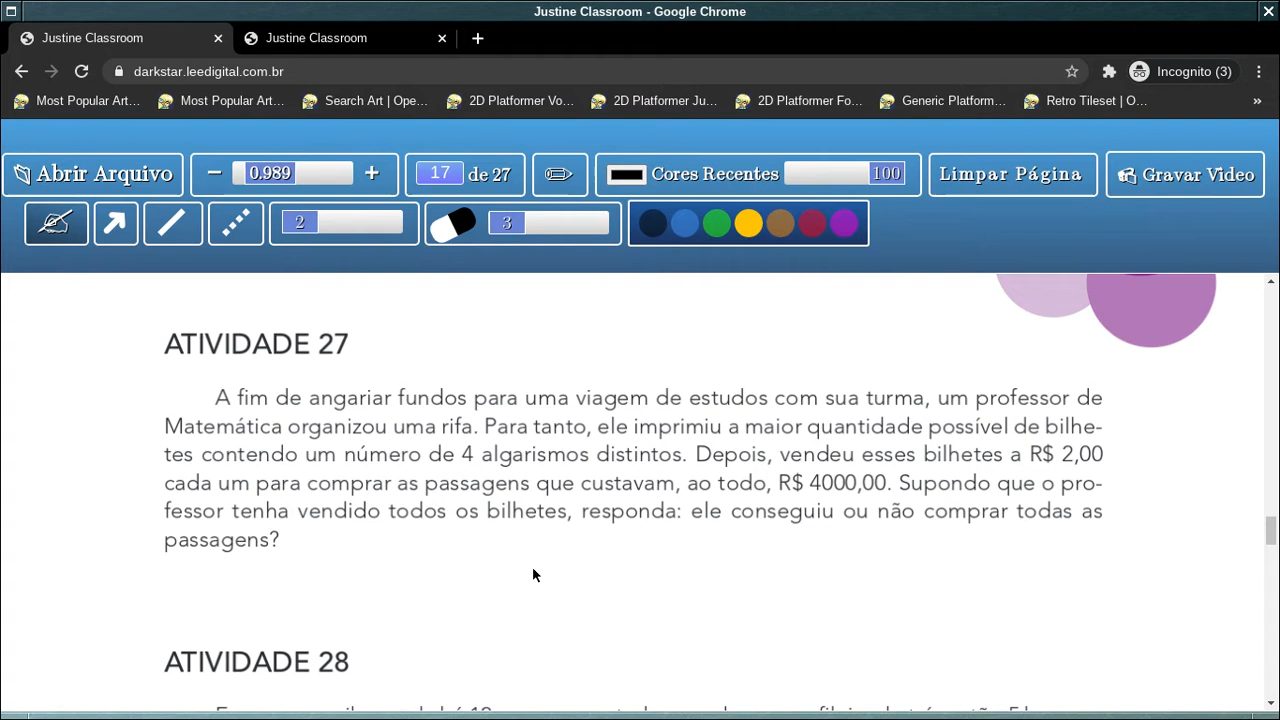 Justine Classroom - Google Chrome
Justine Classroom
Justine Classroom
darkstar.leedigital.com.br
Incognito (3)
Most Popular Art...
Most Popular Art...
Search Art | Ope...
2D Platformer Vo...
2D Platformer Ju...
2D Platformer Fo...
Generic Platform...
Retro Tileset | O...
»
Abrir Arquivo
− 0.989 +
17 de 27
Cores Recentes 100
Limpar Página
Gravar Video
2
3
ATIVIDADE 27
A fim de angariar fundos para uma viagem de estudos com sua turma, um professor de
Matemática organizou uma rifa. Para tanto, ele imprimiu a maior quantidade possível de bilhe-
tes contendo um número de 4 algarismos distintos. Depois, vendeu esses bilhetes a R$ 2,00
cada um para comprar as passagens que custavam, ao todo, R$ 4000,00. Supondo que o pro-
fessor tenha vendido todos os bilhetes, responda: ele conseguiu ou não comprar todas as
passagens?
ATIVIDADE 28